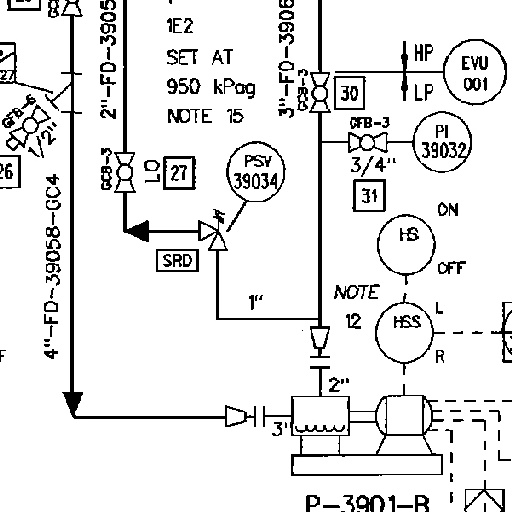 1E2
SET AT
950 kPag
NOTE 15
HP
LP
EVU
001
30
GCB-3
GFB-3
PI
39032
3/4"
31
GCB-3
LO
27
PSV
39034
SRD
1"
GFB-6
2"
26
27
4"-FD-39058-GC4
2"-FD-3905
3"-FD-3906
ON
HS
OFF
NOTE
12
HSS
L
R
2"
3"
P-3901-B